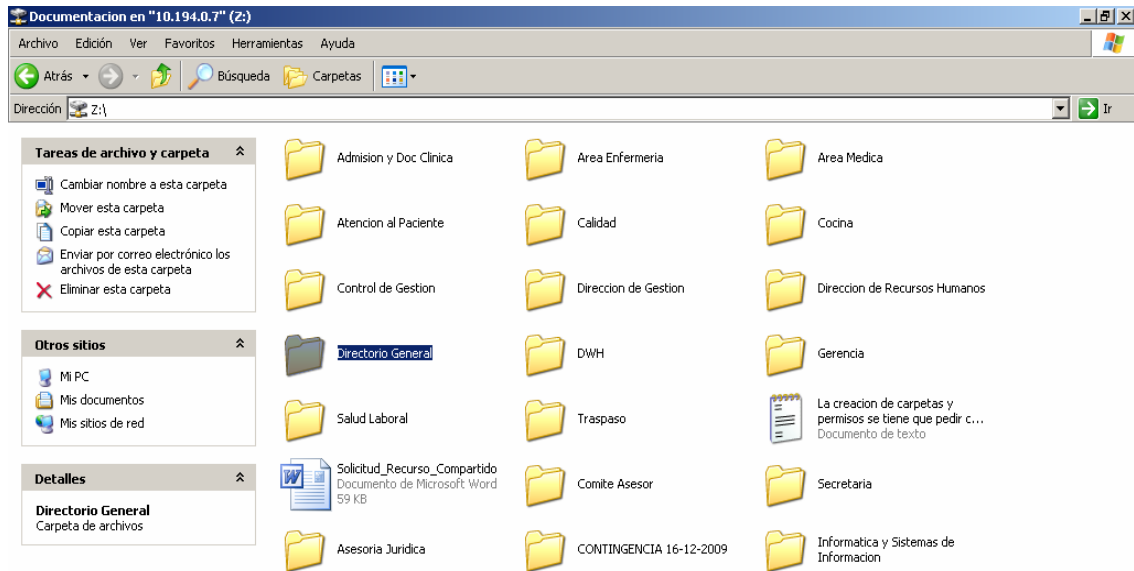 Documentacion en "10.194.0.7" (Z:)
Archivo Edición Ver Favoritos Herramientas Ayuda
Atrás Búsqueda Carpetas
Dirección Z:\ Ir
Tareas de archivo y carpeta
Cambiar nombre a esta carpeta
Mover esta carpeta
Copiar esta carpeta
Enviar por correo electrónico los
archivos de esta carpeta
Eliminar esta carpeta
Otros sitios
Mi PC
Mis documentos
Mis sitios de red
Detalles
Directorio General
Carpeta de archivos
Admision y Doc Clinica
Area Enfermeria
Area Medica
Atencion al Paciente
Calidad
Cocina
Control de Gestion
Direccion de Gestion
Direccion de Recursos Humanos
Directorio General
DWH
Gerencia
Salud Laboral
Traspaso
La creacion de carpetas y
permisos se tiene que pedir c...
Documento de texto
Solicitud_Recurso_Compartido
Documento de Microsoft Word
59 KB
Comite Asesor
Secretaria
Asesoria Juridica
CONTINGENCIA 16-12-2009
Informatica y Sistemas de
Informacion